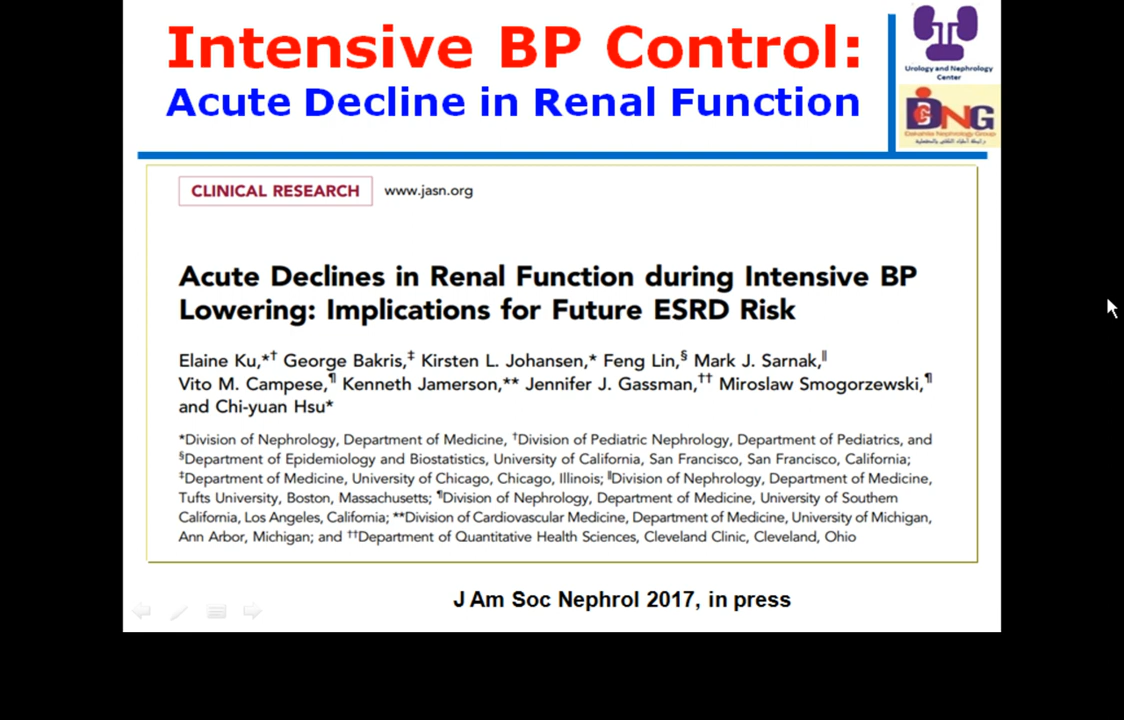 Intensive BP Control:
Acute Decline in Renal Function
Urology and Nephrology
Center
DNG
Dakahlia Nephrology Group
CLINICAL RESEARCH www.jasn.org
Acute Declines in Renal Function during Intensive BP
Lowering: Implications for Future ESRD Risk
Elaine Ku,*† George Bakris,‡ Kirsten L. Johansen,* Feng Lin,§ Mark J. Sarnak,‖
Vito M. Campese,¶ Kenneth Jamerson,** Jennifer J. Gassman,†† Miroslaw Smogorzewski,¶
and Chi-yuan Hsu*
*Division of Nephrology, Department of Medicine, †Division of Pediatric Nephrology, Department of Pediatrics, and
§Department of Epidemiology and Biostatistics, University of California, San Francisco, San Francisco, California;
‡Department of Medicine, University of Chicago, Chicago, Illinois; ‖Division of Nephrology, Department of Medicine,
Tufts University, Boston, Massachusetts; ¶Division of Nephrology, Department of Medicine, University of Southern
California, Los Angeles, California; **Division of Cardiovascular Medicine, Department of Medicine, University of Michigan,
Ann Arbor, Michigan; and ††Department of Quantitative Health Sciences, Cleveland Clinic, Cleveland, Ohio
J Am Soc Nephrol 2017, in press